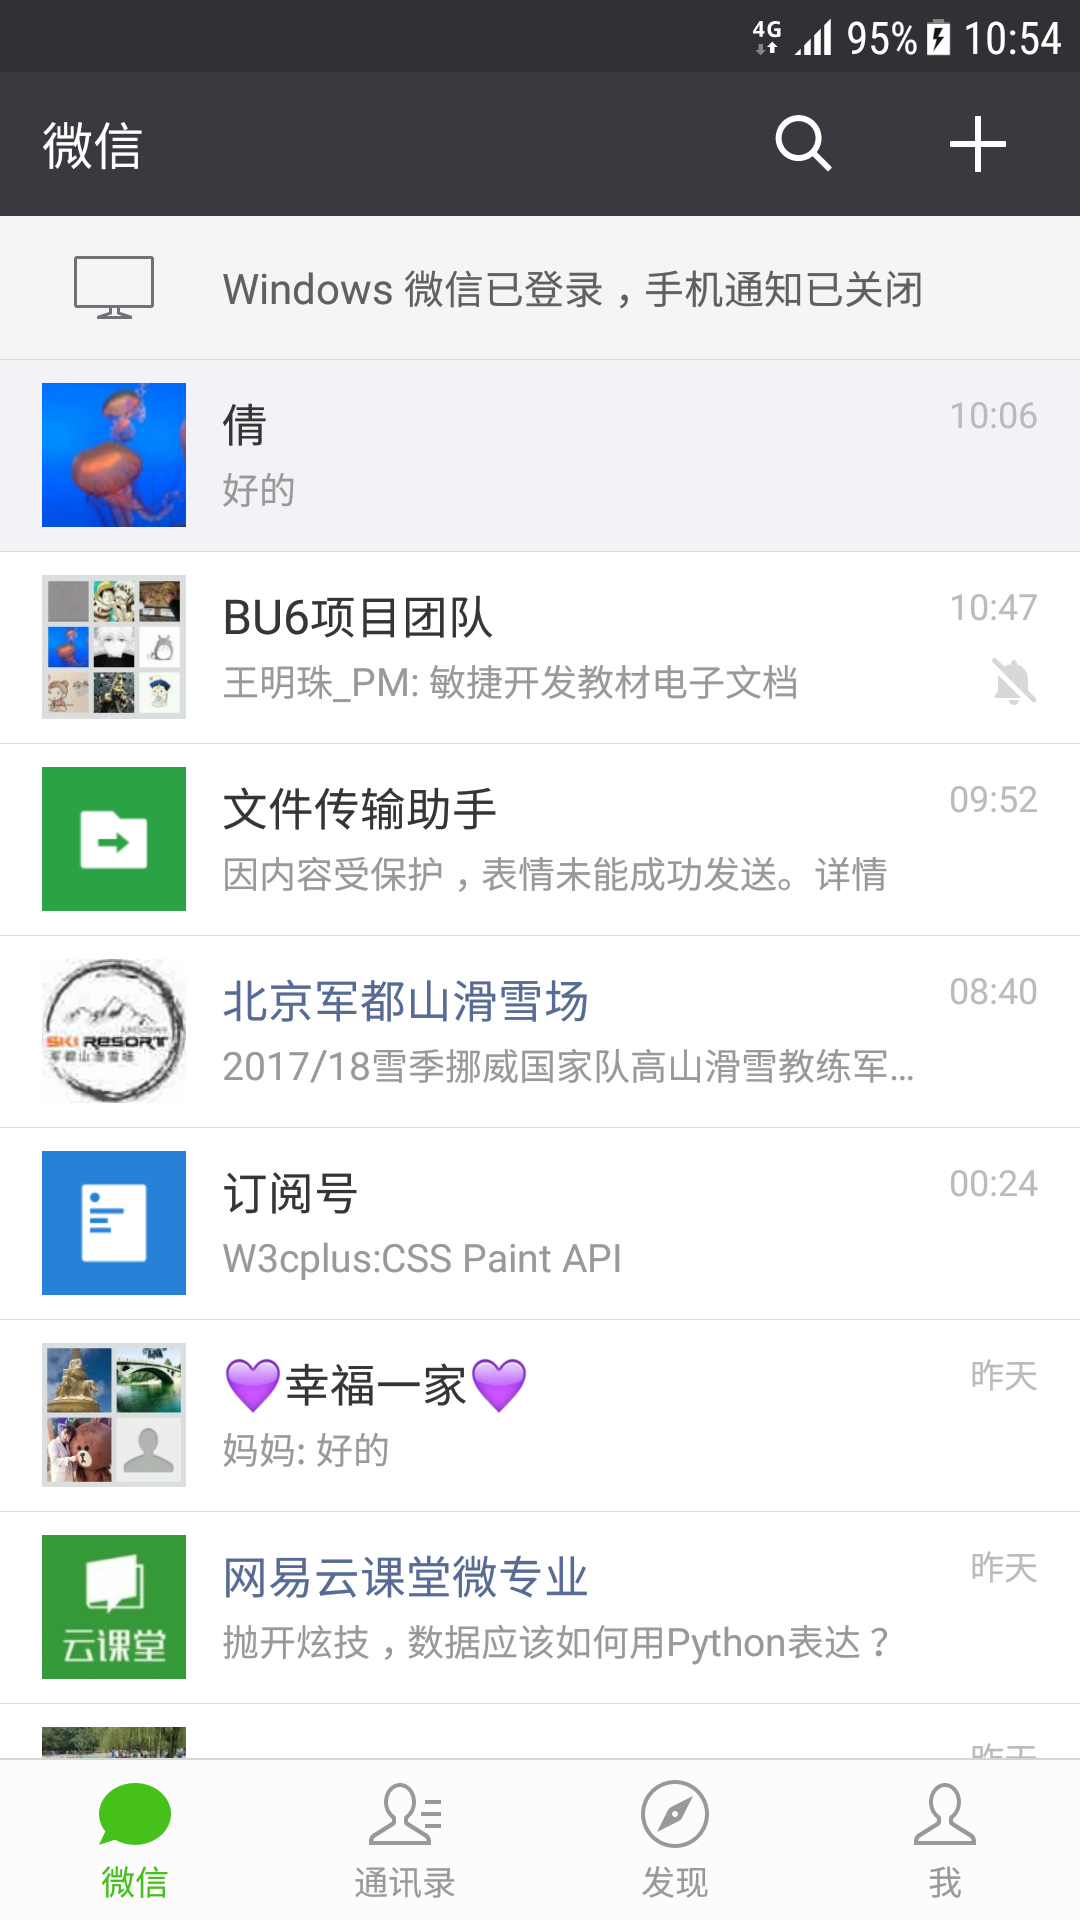 4G 95% 10:54
微信
Windows 微信已登录，手机通知已关闭
倩 10:06
好的
BU6项目团队 10:47
王明珠_PM: 敏捷开发教材电子文档
文件传输助手 09:52
因内容受保护，表情未能成功发送。详情
北京军都山滑雪场 08:40
SKI RESORT
军都山滑雪场
2017/18雪季挪威国家队高山滑雪教练军...
订阅号 00:24
W3cplus:CSS Paint API
💜幸福一家💜 昨天
妈妈: 好的
网易云课堂微专业 昨天
云课堂
抛开炫技，数据应该如何用Python表达？
昨天
微信 通讯录 发现 我